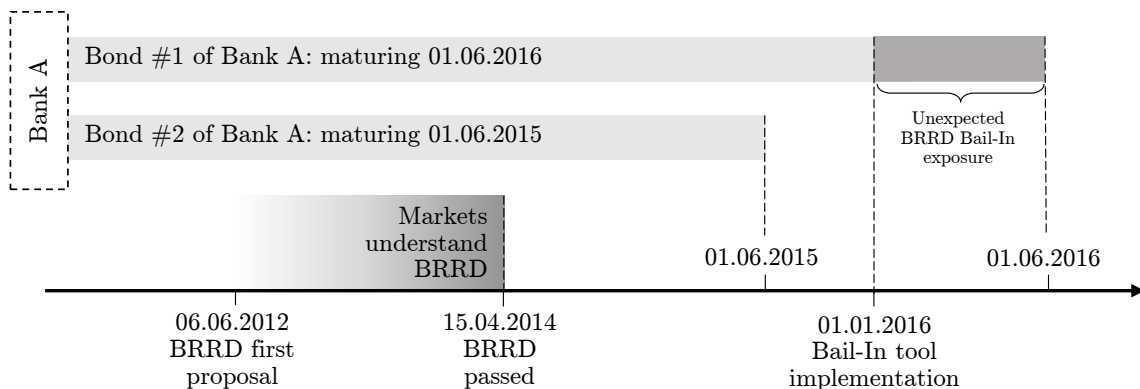 Bank A
Bond #1 of Bank A: maturing 01.06.2016
Unexpected
BRRD Bail-In
exposure
Bond #2 of Bank A: maturing 01.06.2015
Markets
understand
BRRD
01.06.2015
01.06.2016
06.06.2012
BRRD first
proposal
15.04.2014
BRRD
passed
01.01.2016
Bail-In tool
implementation